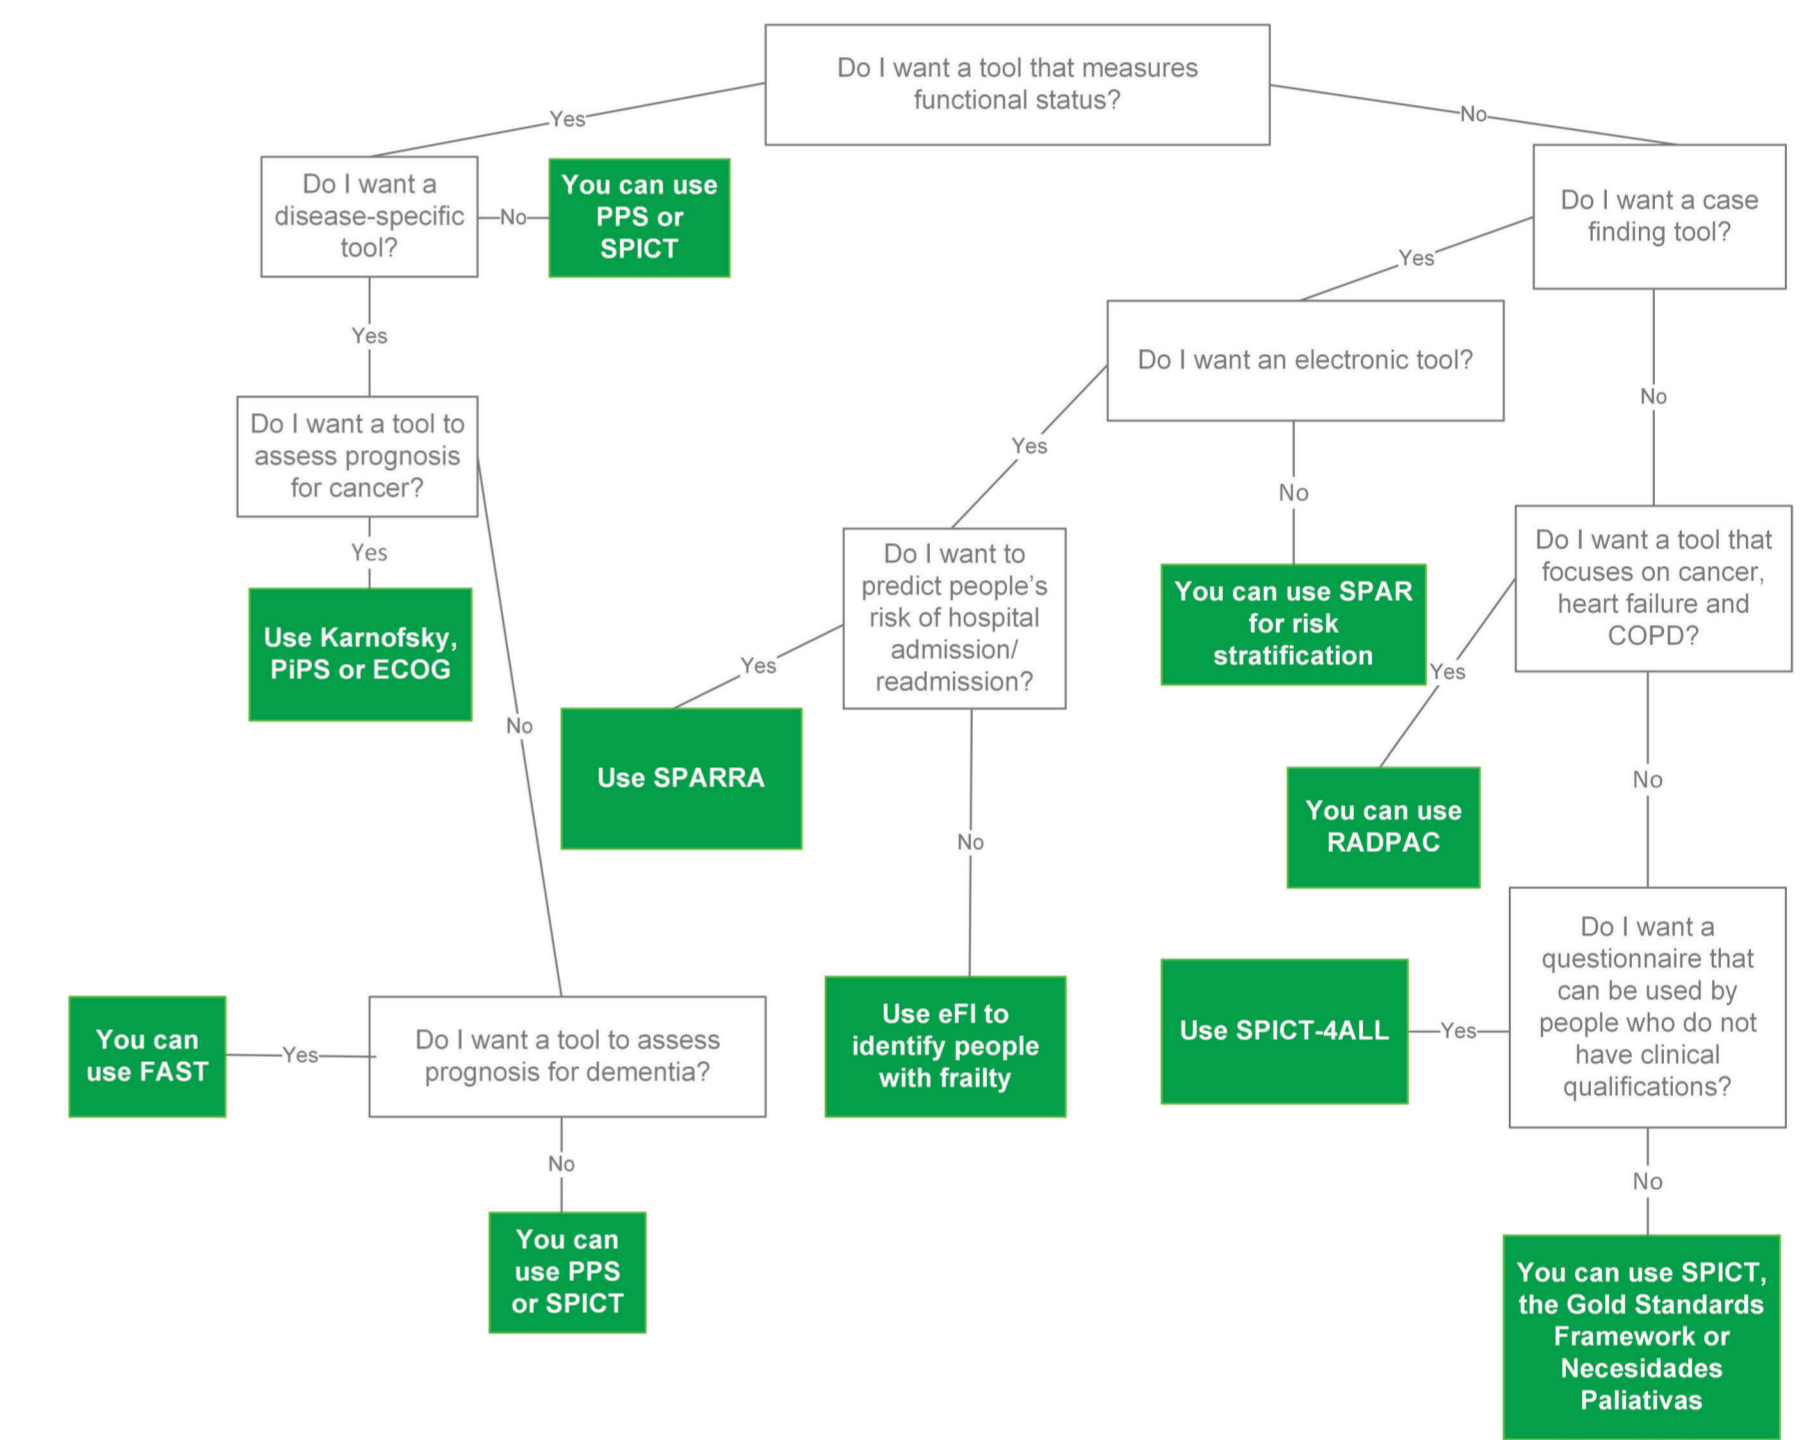 Do I want a tool that measures
functional status?
Yes
No
Do I want a
disease-specific
tool?
No
You can use
PPS or
SPICT
Do I want a case
finding tool?
Yes
Yes
Do I want an electronic tool?
No
Do I want a tool to
assess prognosis
for cancer?
Yes
No
Yes
Do I want to
predict people’s
risk of hospital
admission/
readmission?
Do I want a tool that
focuses on cancer,
heart failure and
COPD?
Use Karnofsky,
PiPS or ECOG
You can use SPAR
for risk
stratification
Yes
Yes
No
Use SPARRA
No
You can use
RADPAC
No
Do I want a
questionnaire that
can be used by
people who do not
have clinical
qualifications?
You can
use FAST
Yes
Do I want a tool to assess
prognosis for dementia?
Use eFI to
identify people
with frailty
Use SPICT-4ALL
Yes
No
No
You can
use PPS
or SPICT
You can use SPICT,
the Gold Standards
Framework or
Necesidades
Paliativas